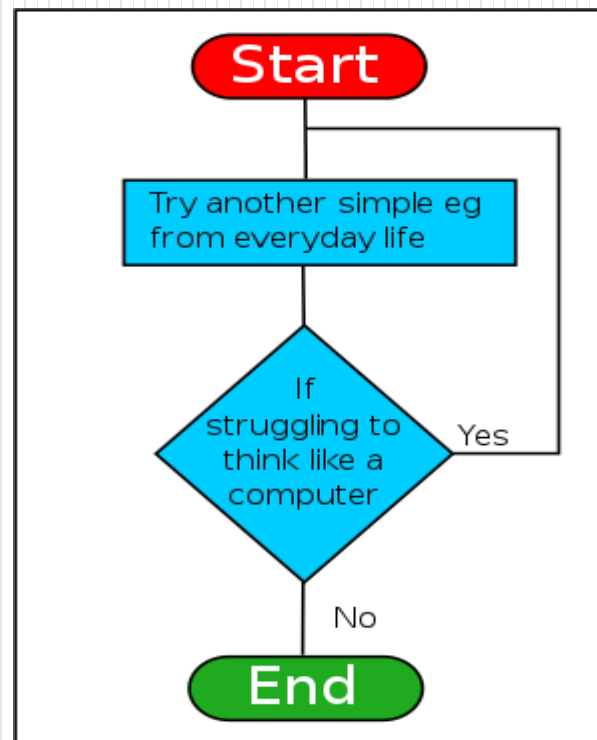 Start
Try another simple eg
from everyday life
If
struggling to
think like a
computer
Yes
No
End